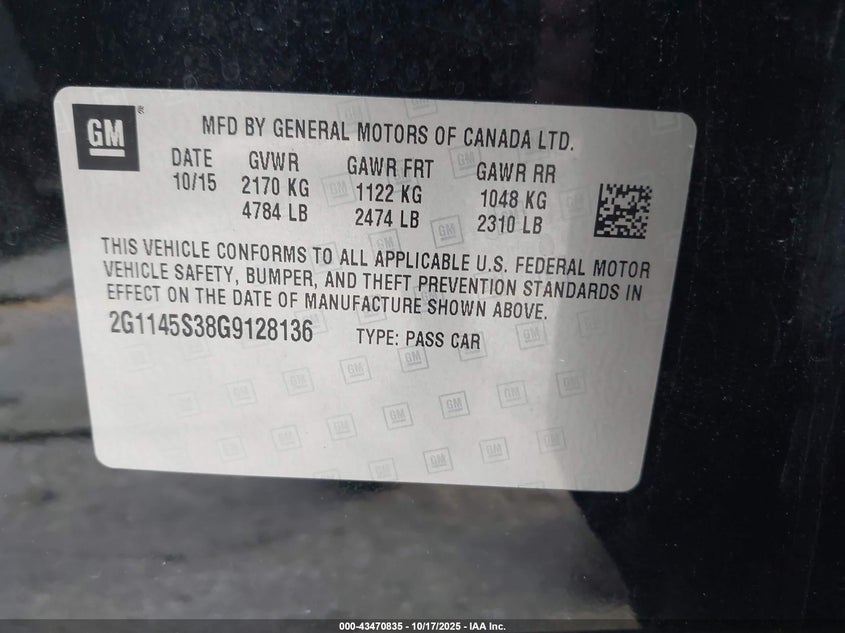 GM ®
MFD BY GENERAL MOTORS OF CANADA LTD.
DATE GVWR GAWR FRT GAWR RR
10/15 2170 KG 1122 KG 1048 KG
4784 LB 2474 LB 2310 LB
THIS VEHICLE CONFORMS TO ALL APPLICABLE U.S. FEDERAL MOTOR
VEHICLE SAFETY, BUMPER, AND THEFT PREVENTION STANDARDS IN
EFFECT ON THE DATE OF MANUFACTURE SHOWN ABOVE.
2G1145S38G9128136 TYPE: PASS CAR
000-43470835 - 10/17/2025 - IAA Inc.